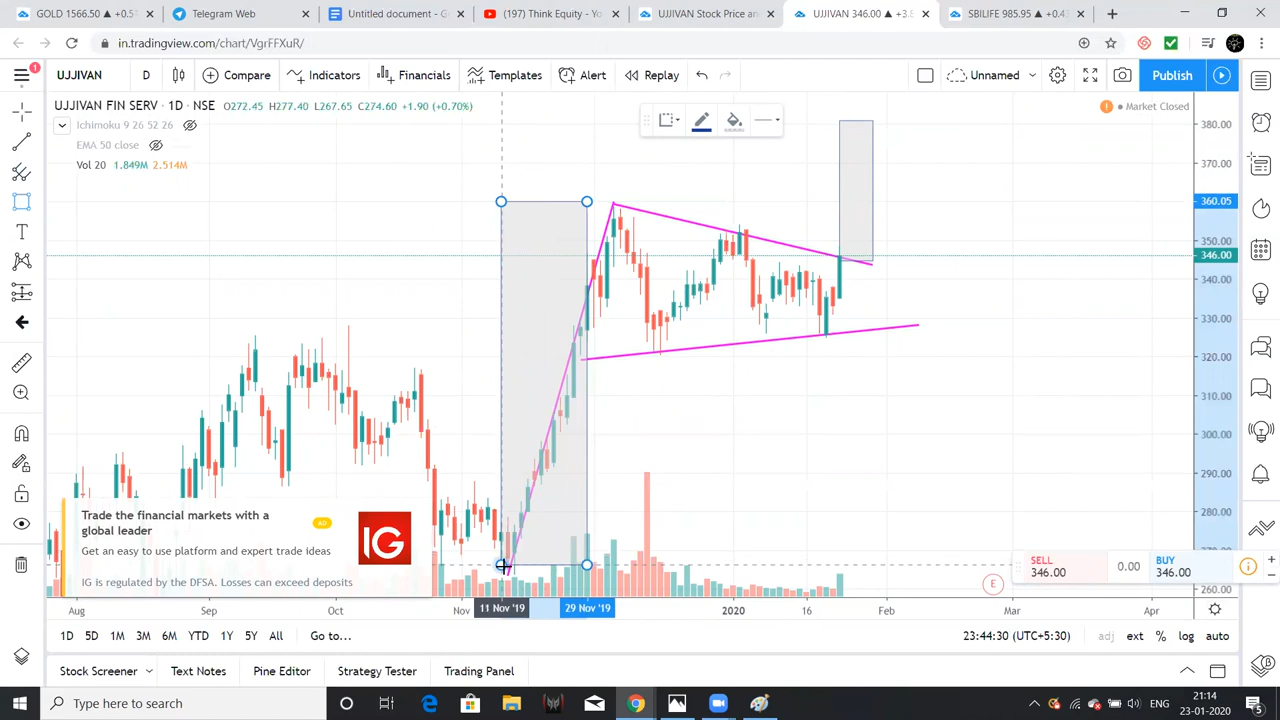 GOLD 1566.50 ▲ +0.5
Telegram Web
Untitled document - G
(197) Think Equity - Yo
UJJIVAN Stock Price an
UJJIVAN 346.00 ▲ +3.8
SBILIFE 985.95 ▲ +0.43
in.tradingview.com/chart/VgrFFXuR/
1
UJJIVAN
D
Compare
Indicators
Financials
Templates
Alert
Replay
Unnamed
Publish
UJJIVAN FIN SERV · 1D · NSE
O272.45 H277.40 L267.65 C274.60 +1.90 (+0.70%)
Market Closed
Ichimoku 9 26 52 26
EMA 50 close
Vol 20 1.849M 2.514M
380.00
370.00
360.05
350.00
346.00
340.00
330.00
320.00
310.00
300.00
290.00
280.00
260.00
Trade the financial markets with a
global leader
AD
IG
Get an easy to use platform and expert trade ideas
IG is regulated by the DFSA. Losses can exceed deposits
SELL
346.00
0.00
BUY
346.00
E
Aug
Sep
Oct
Nov
11 Nov '19
29 Nov '19
2020
16
Feb
Mar
Apr
1D 5D 1M 3M 6M YTD 1Y 5Y All Go to...
23:44:30 (UTC+5:30)
adj ext % log auto
Stock Screener
Text Notes
Pine Editor
Strategy Tester
Trading Panel
Type here to search
ENG
21:14
23-01-2020